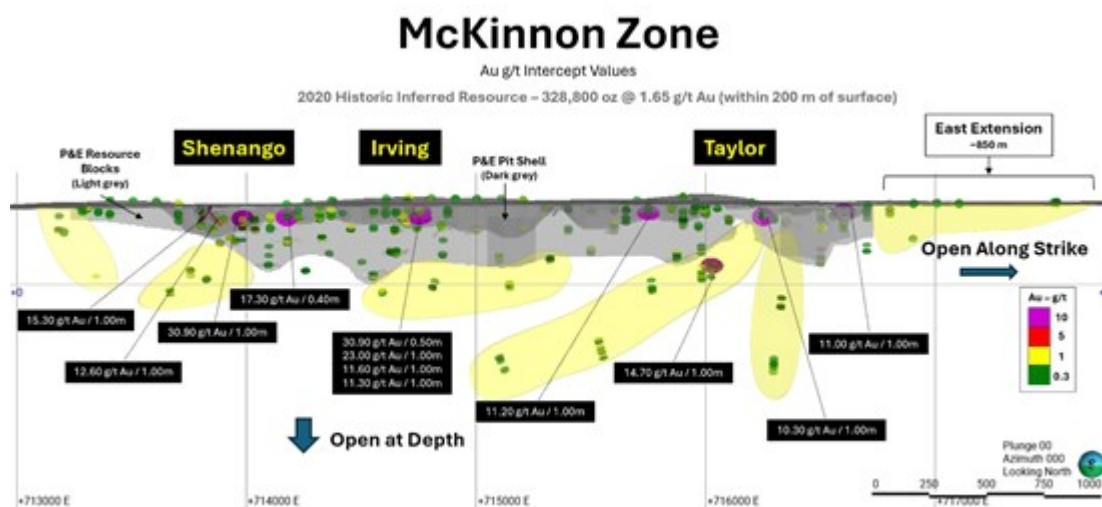 McKinnon Zone
Au g/t Intercept Values
2020 Historic Inferred Resource – 328,800 oz @ 1.65 g/t Au (within 200 m of surface)
P&E Resource
Blocks
(Light grey)
Shenango
Irving
P&E Pit Shell
(Dark grey)
Taylor
East Extension
~850 m
Open Along Strike
+0
15.30 g/t Au / 1.00m
30.90 g/t Au / 1.00m
12.60 g/t Au / 1.00m
17.30 g/t Au / 0.40m
30.90 g/t Au / 0.50m
23.00 g/t Au / 1.00m
11.60 g/t Au / 1.00m
11.30 g/t Au / 1.00m
11.20 g/t Au / 1.00m
14.70 g/t Au / 1.00m
10.30 g/t Au / 1.00m
11.00 g/t Au / 1.00m
Au – g/t
10
5
1
0.3
Open at Depth
Plunge 00
Azimuth 000
Looking North
0 250 500 750 1000
+713000 E
+714000 E
+715000 E
+716000 E
+717000 E